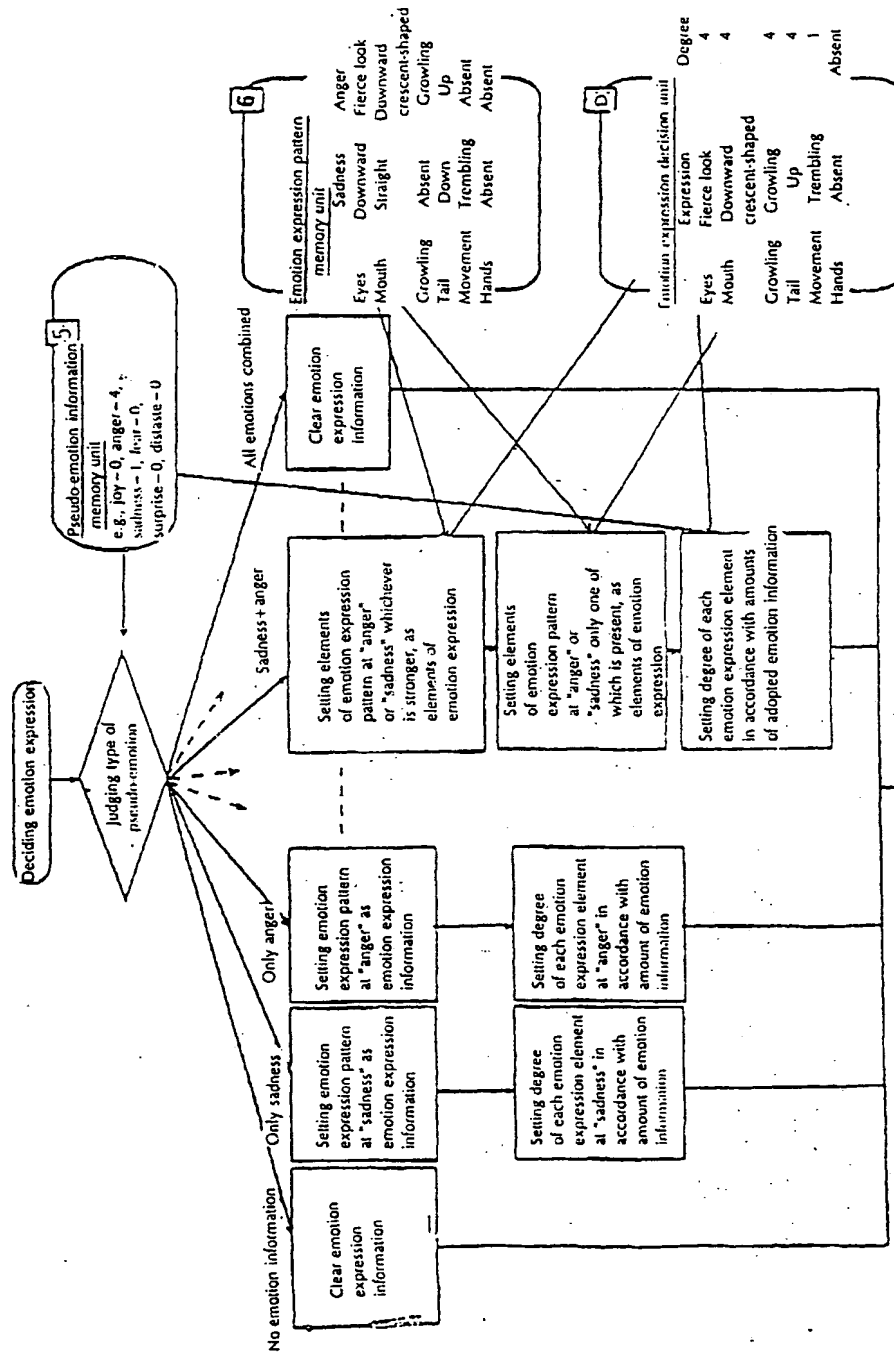 Deciding emotion expression
Judging type of
pseudo-emotion
5
Pseudo-emotion information
memory unit
e.g., joy-0, anger-4,
sadness-1, fear-0,
surprise-0, distaste-0
No emotion information
Only sadness
Only anger
Sadness+anger
All emotions combined
Clear emotion
expression
information
Setting emotion
expression pattern
at "sadness" as
emotion expression
information
Setting emotion
expression pattern
at "anger" as
emotion expression
information
Setting elements
of emotion expression
pattern at "anger"
or "sadness" whichever
is stronger, as
elements of
emotion expression
Clear emotion
expression
information
Setting degree
of each emotion
expression element
at "sadness" in
accordance with
amount of emotion
information
Setting degree
of each emotion
expression element
at "anger" in
accordance with
amount of emotion
information
Setting elements
of emotion
expression pattern
at "anger" or
"sadness" only one of
which is present, as
elements of emotion
expression
Setting degree of each
emotion expression element
in accordance with amounts
of adopted emotion information
6
Emotion expression pattern
memory unit
Sadness Anger
Eyes Downward Fierce look
Mouth Straight Downward
crescent-shaped
Growling Absent Growling
Tail Down Up
Movement Trembling Absent
Hands Absent Absent
Emotion expression decision unit
Expression Degree
Eyes Fierce look 4
Mouth Downward 4
crescent-shaped
Growling Growling 4
Tail Up 4
Movement Trembling 1
Hands Absent Absent